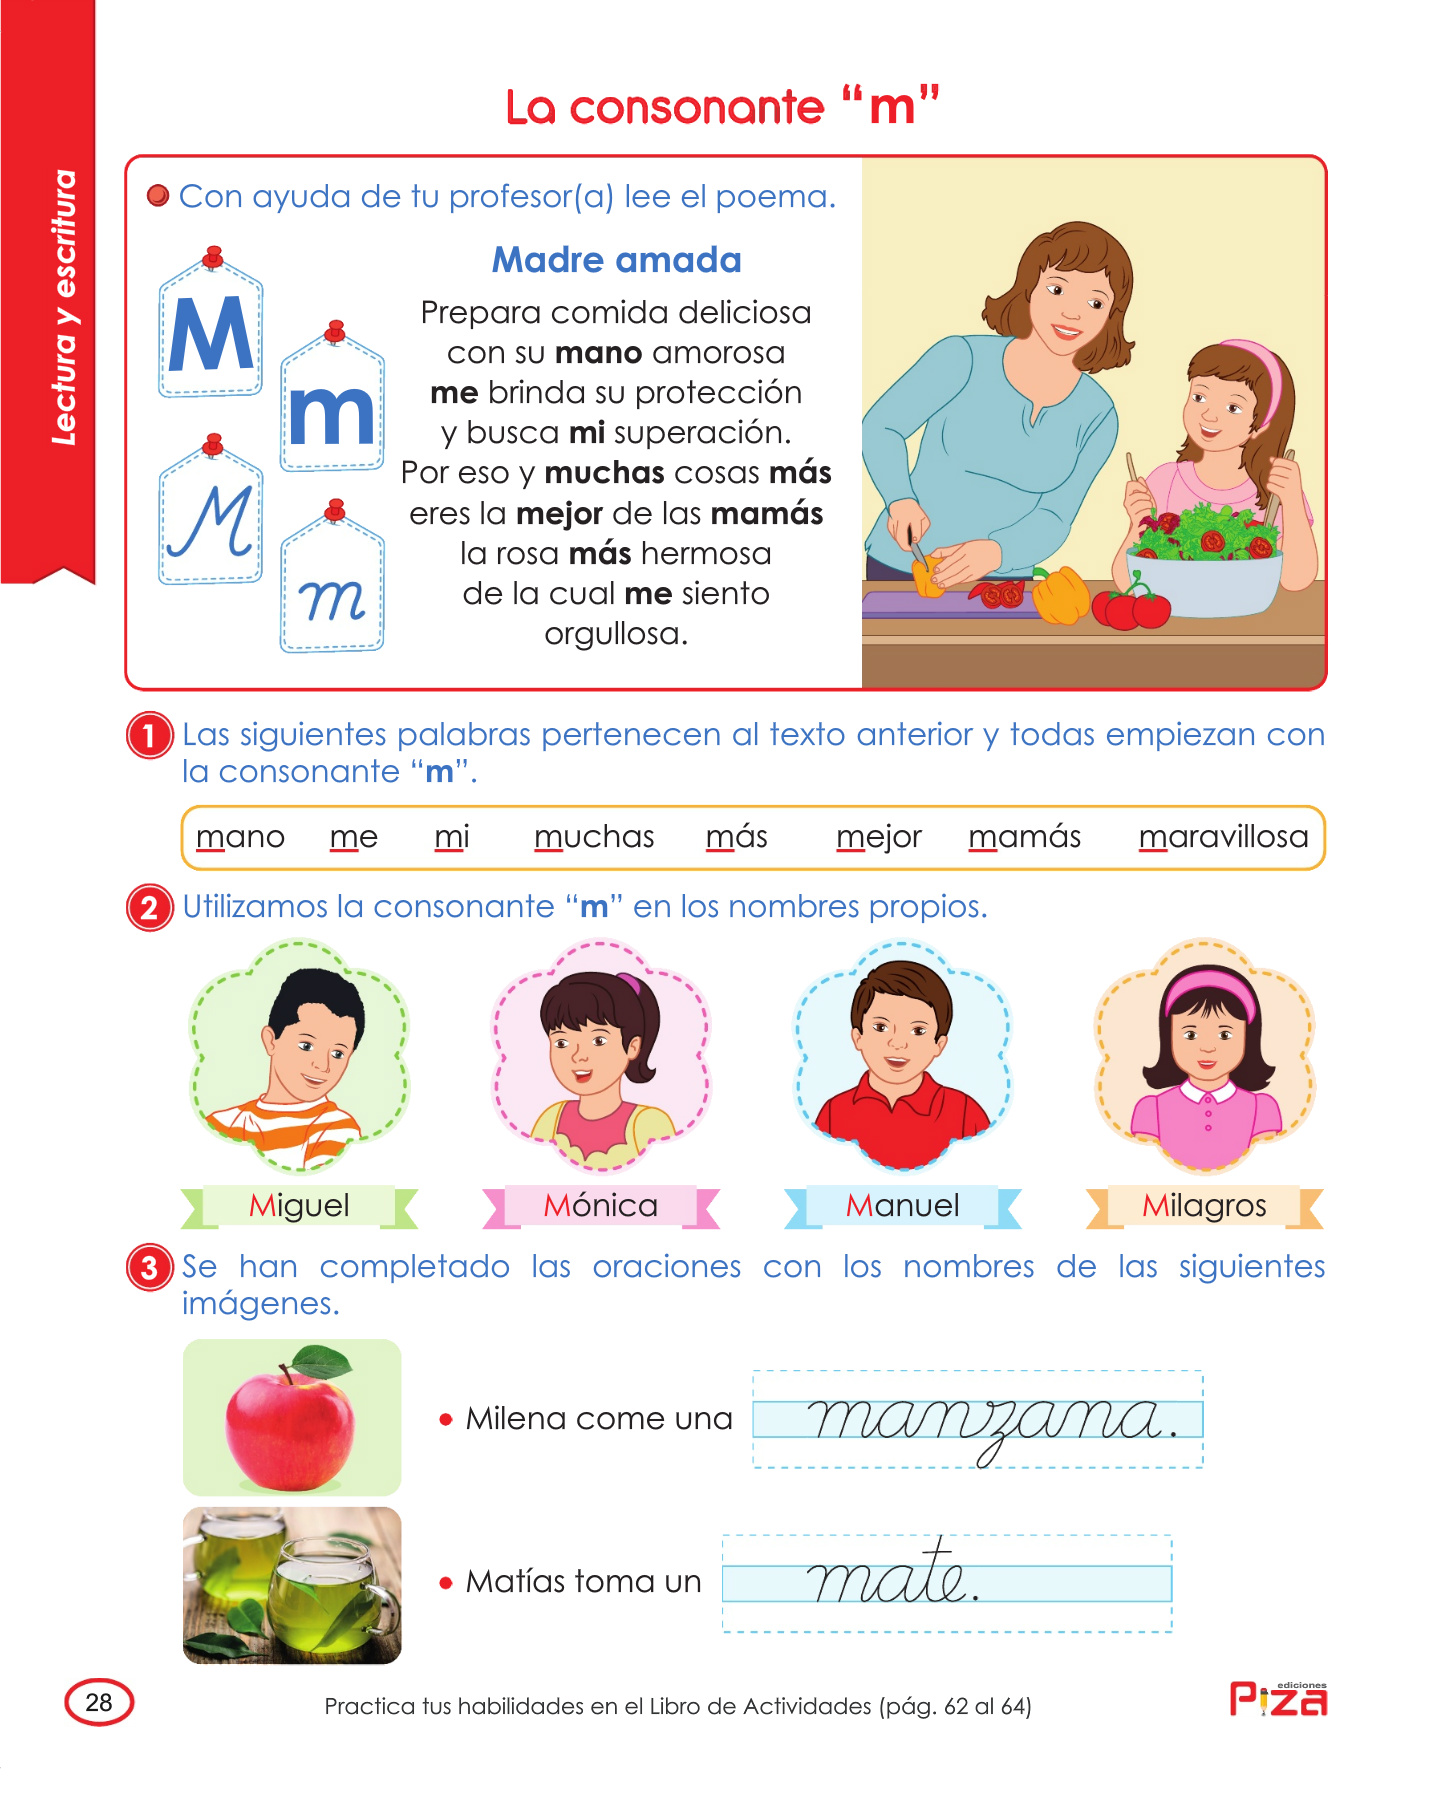 Lectura y escritura
La consonante “m”
Con ayuda de tu profesor(a) lee el poema.
M
m
M
m
Madre amada
Prepara comida deliciosa
con su mano amorosa
me brinda su protección
y busca mi superación.
Por eso y muchas cosas más
eres la mejor de las mamás
la rosa más hermosa
de la cual me siento
orgullosa.
1 Las siguientes palabras pertenecen al texto anterior y todas empiezan con
la consonante “m”.
mano me mi muchas más mejor mamás maravillosa
2 Utilizamos la consonante “m” en los nombres propios.
Miguel Mónica Manuel Milagros
3 Se han completado las oraciones con los nombres de las siguientes
imágenes.
• Milena come una manzana.
• Matías toma un mate.
28
Practica tus habilidades en el Libro de Actividades (pág. 62 al 64)
ediciones
Piza